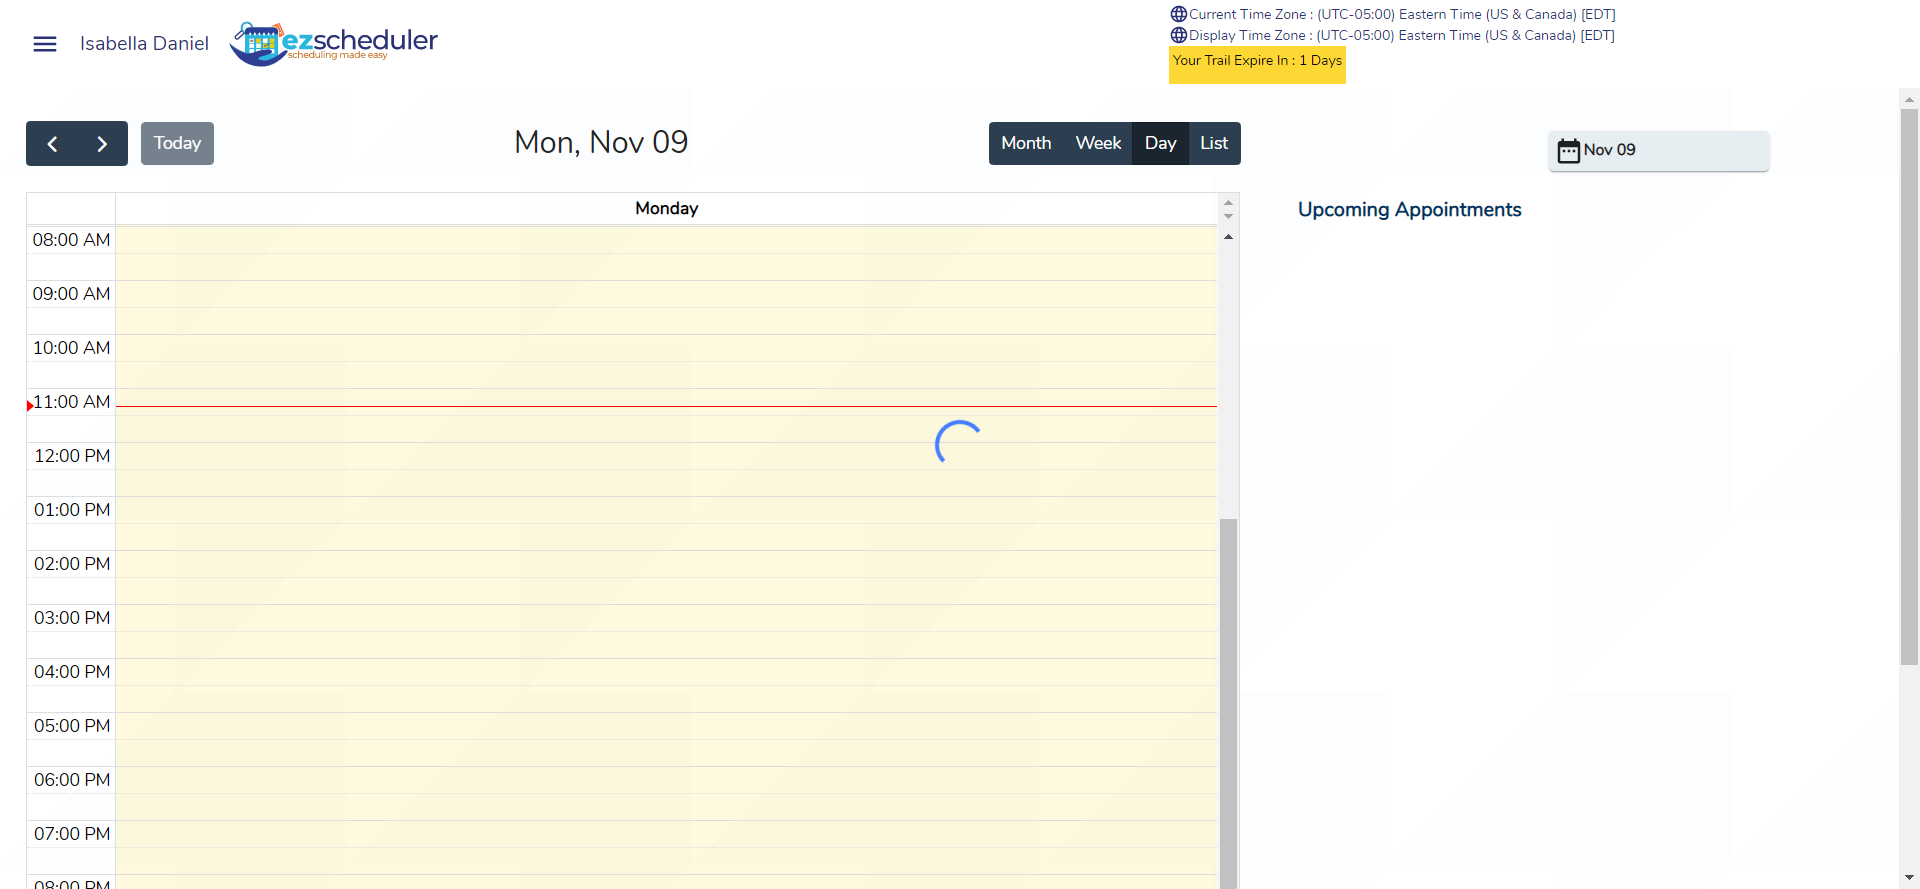 Isabella Daniel
ezscheduler
scheduling made easy
Current Time Zone : (UTC-05:00) Eastern Time (US & Canada) [EDT]
Display Time Zone : (UTC-05:00) Eastern Time (US & Canada) [EDT]
Your Trail Expire In : 1 Days
Today
Mon, Nov 09
Month Week Day List
Nov 09
Monday
Upcoming Appointments
08:00 AM
09:00 AM
10:00 AM
11:00 AM
12:00 PM
01:00 PM
02:00 PM
03:00 PM
04:00 PM
05:00 PM
06:00 PM
07:00 PM
08:00 PM